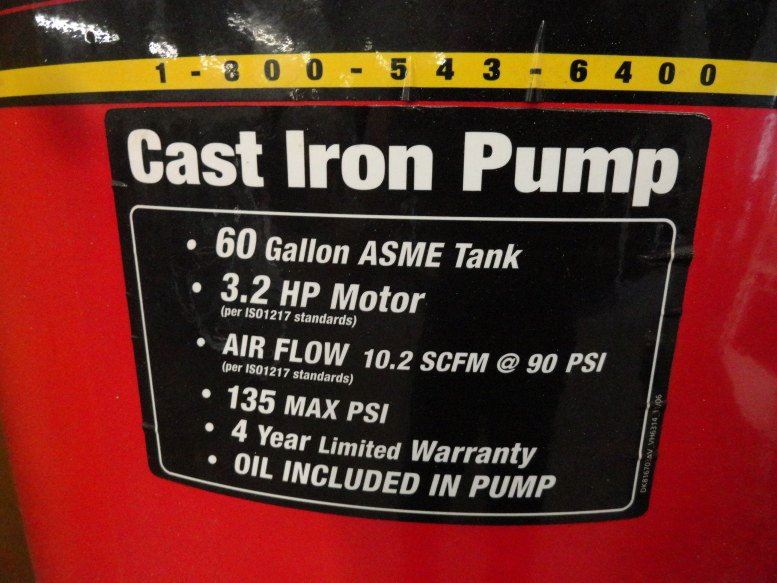 1-800-543-6400
Cast Iron Pump
• 60 Gallon ASME Tank
• 3.2 HP Motor
(per ISO1217 standards)
• AIR FLOW 10.2 SCFM @ 90 PSI
(per ISO1217 standards)
• 135 MAX PSI
• 4 Year Limited Warranty
• OIL INCLUDED IN PUMP